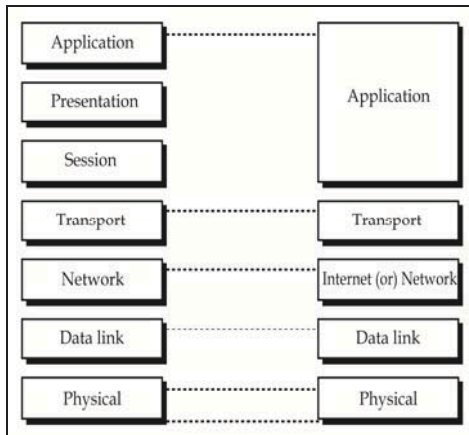 Application
Presentation
Session
Transport
Network
Data link
Physical
Application
Transport
Internet (or) Network
Data link
Physical